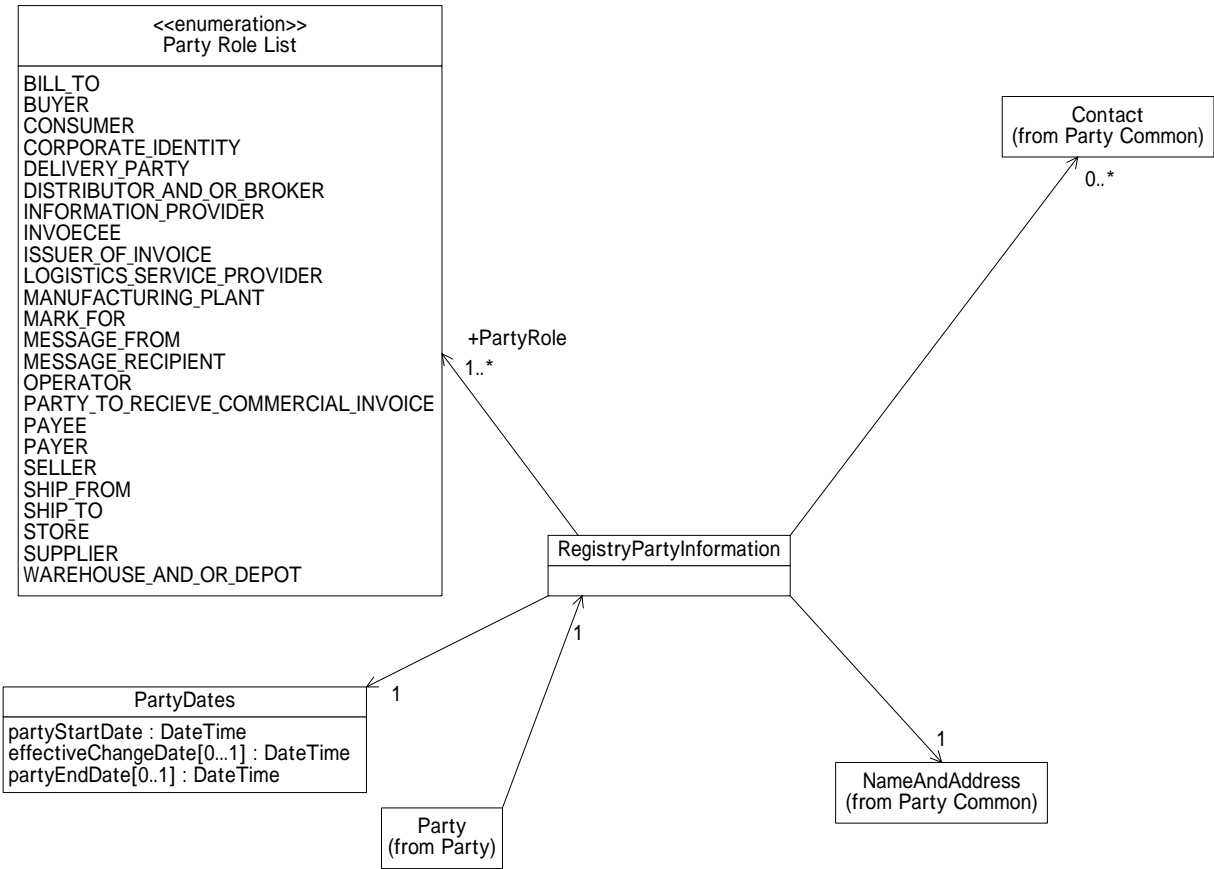 <<enumeration>>
Party Role List
BILL_TO
BUYER
CONSUMER
CORPORATE_IDENTITY
DELIVERY_PARTY
DISTRIBUTOR_AND_OR_BROKER
INFORMATION_PROVIDER
INVOECEE
ISSUER_OF_INVOICE
LOGISTICS_SERVICE_PROVIDER
MANUFACTURING_PLANT
MARK_FOR
MESSAGE_FROM
MESSAGE_RECIPIENT
OPERATOR
PARTY_TO_RECIEVE_COMMERCIAL_INVOICE
PAYEE
PAYER
SELLER
SHIP_FROM
SHIP_TO
STORE
SUPPLIER
WAREHOUSE_AND_OR_DEPOT
Contact
(from Party Common)
0..*
+PartyRole
1..*
RegistryPartyInformation
1
1
PartyDates
partyStartDate : DateTime
effectiveChangeDate[0...1] : DateTime
partyEndDate[0..1] : DateTime
1
NameAndAddress
(from Party Common)
Party
(from Party)